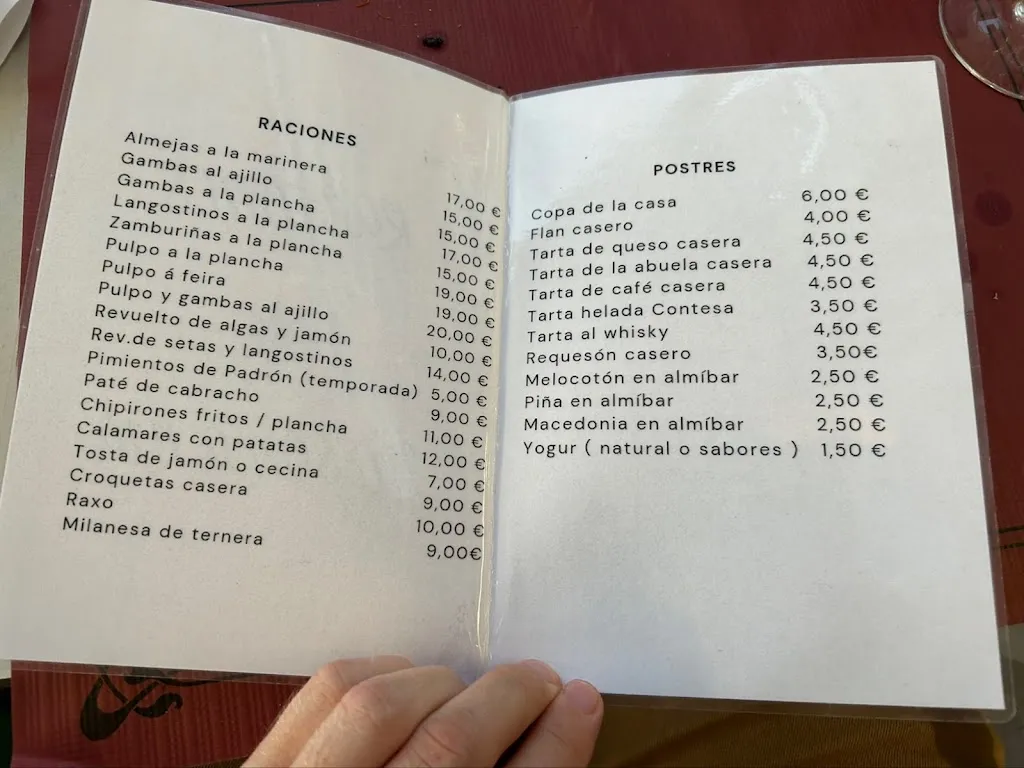 RACIONES
Almejas a la marinera 17,00 €
Gambas al ajillo 15,00 €
Gambas a la plancha 15,00 €
Langostinos a la plancha 17,00 €
Zamburiñas a la plancha 15,00 €
Pulpo a la plancha 19,00 €
Pulpo á feira 19,00 €
Pulpo y gambas al ajillo 20,00 €
Revuelto de algas y jamón 10,00 €
Rev.de setas y langostinos 14,00 €
Pimientos de Padrón (temporada) 5,00 €
Paté de cabracho 9,00 €
Chipirones fritos / plancha 11,00 €
Calamares con patatas 12,00 €
Tosta de jamón o cecina 7,00 €
Croquetas casera 9,00 €
Raxo 10,00 €
Milanesa de ternera 9,00€
POSTRES
Copa de la casa 6,00 €
Flan casero 4,00 €
Tarta de queso casera 4,50 €
Tarta de la abuela casera 4,50 €
Tarta de café casera 4,50 €
Tarta helada Contesa 3,50 €
Tarta al whisky 4,50 €
Requesón casero 3,50€
Melocotón en almíbar 2,50 €
Piña en almíbar 2,50 €
Macedonia en almíbar 2,50 €
Yogur ( natural o sabores ) 1,50 €